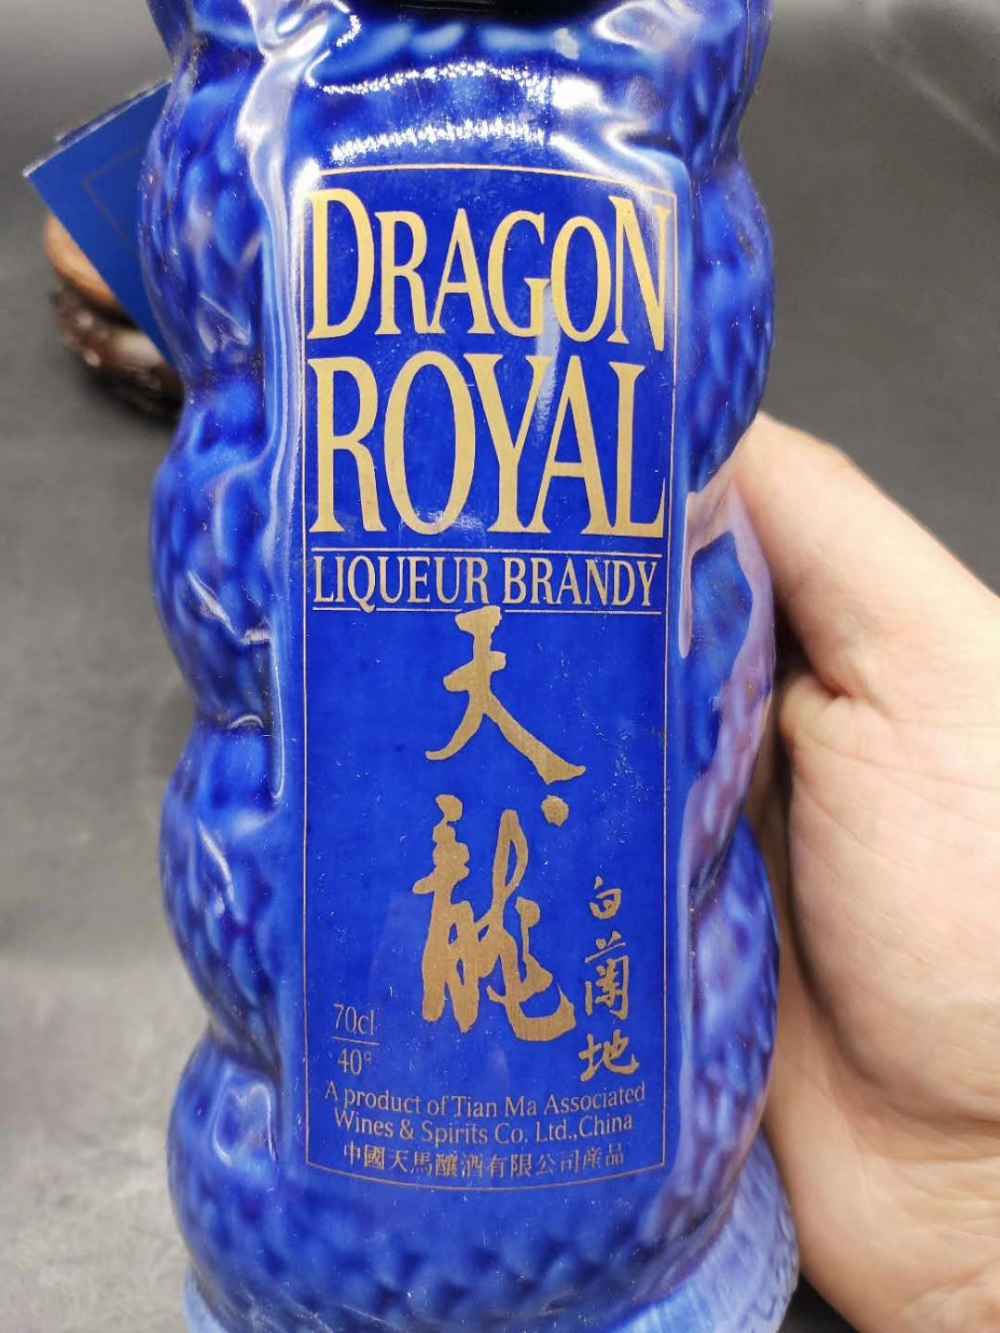 DRAGON
ROYAL
LIQUEUR BRANDY
天龍
白蘭地
70cl
40°
A product of Tian Ma Associated
Wines & Spirits Co. Ltd., China
中國天馬釀酒有限公司産品